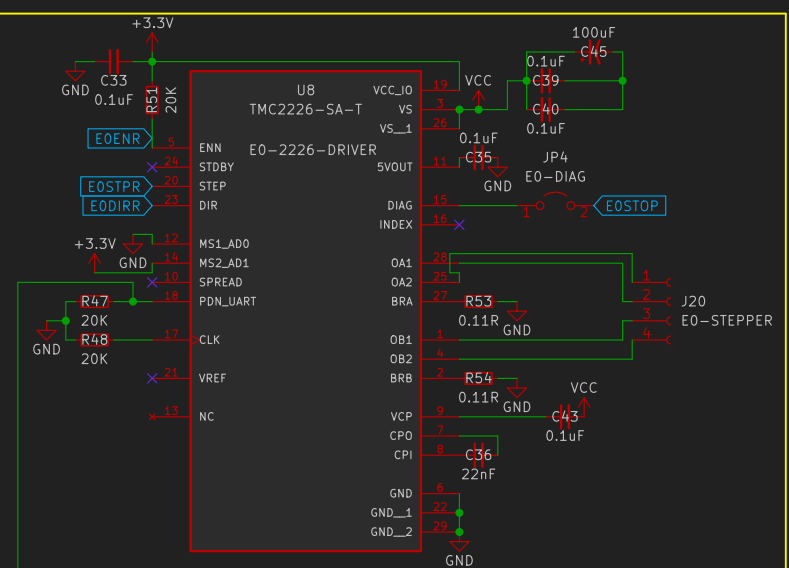 +3.3V
GND
C33
0.1uF
R51
20K
E0ENR
E0STPR
E0DIRR
+3.3V
GND
R47
20K
R48
20K
GND
5
24
20
23
12
14
10
18
17
21
13
U8
TMC2226-SA-T
E0-2226-DRIVER
ENN
STDBY
STEP
DIR
MS1_AD0
MS2_AD1
SPREAD
PDN_UART
CLK
VREF
NC
VCC_IO
VS
VS__1
5VOUT
DIAG
INDEX
OA1
OA2
BRA
OB1
OB2
BRB
VCP
CPO
CPI
GND
GND__1
GND__2
19
3
26
11
15
16
28
25
27
1
4
2
9
7
8
6
22
29
VCC
100uF
C45
0.1uF
C39
C40
0.1uF
0.1uF
C35
GND
JP4
E0-DIAG
1
2
E0STOP
R53
0.11R
GND
1
2
3
4
J20
E0-STEPPER
R54
0.11R
GND
VCC
C43
0.1uF
C36
22nF
GND